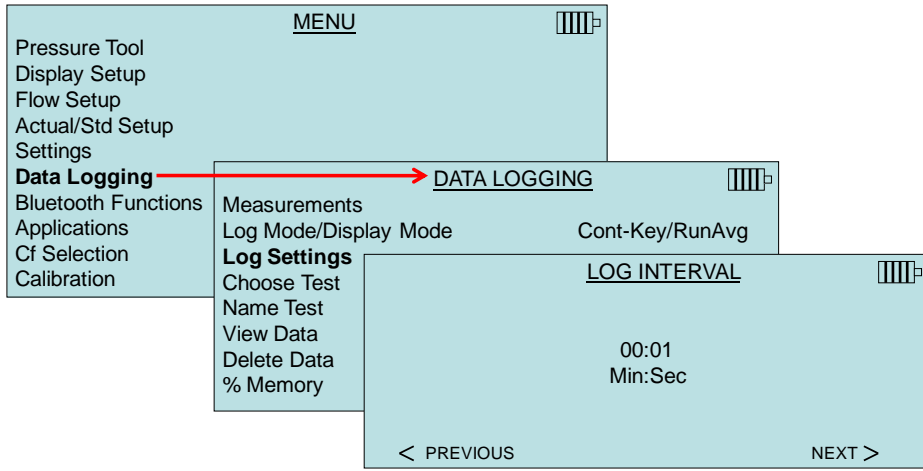 MENU
Pressure Tool
Display Setup
Flow Setup
Actual/Std Setup
Settings
Data Logging
Bluetooth Functions
Applications
Cf Selection
Calibration
DATA LOGGING
Measurements
Log Mode/Display Mode Cont-Key/RunAvg
Log Settings
Choose Test
Name Test
View Data
Delete Data
% Memory
LOG INTERVAL
00:01
Min:Sec
< PREVIOUS NEXT >